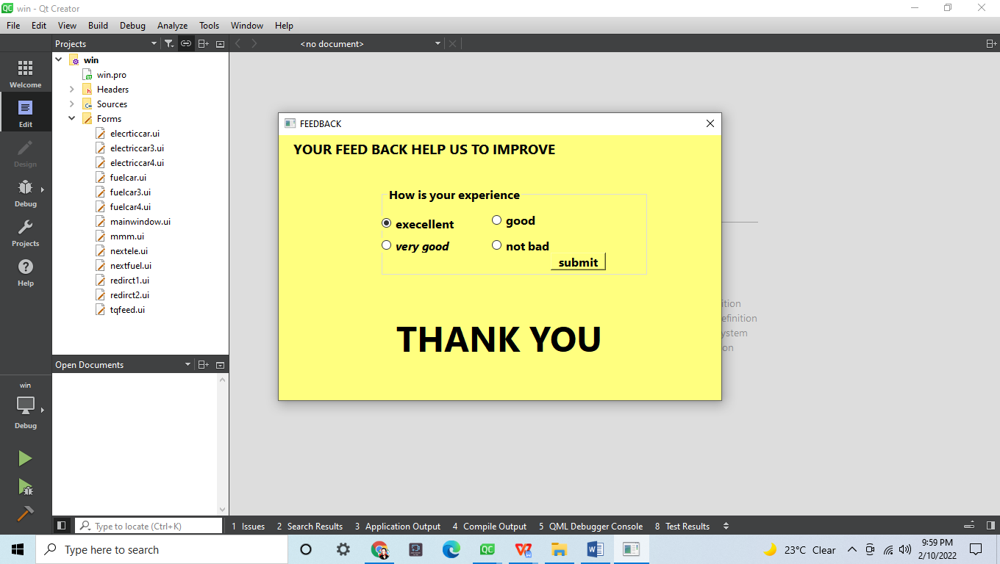 win - Qt Creator
File Edit View Build Debug Analyze Tools Window Help
Projects
<no document>
Welcome
Edit
Design
Debug
Projects
Help
win
win.pro
Headers
Sources
Forms
elecrticcar.ui
electriccar3.ui
electriccar4.ui
fuelcar.ui
fuelcar3.ui
fuelcar4.ui
mainwindow.ui
mmm.ui
nextele.ui
nextfuel.ui
redirct1.ui
redirct2.ui
tqfeed.ui
Open Documents
win
Debug
FEEDBACK
YOUR FEED BACK HELP US TO IMPROVE
How is your experience
execellent
good
very good
not bad
submit
THANK YOU
ition
efinition
ystem
on
Type to locate (Ctrl+K)
1 Issues 2 Search Results 3 Application Output 4 Compile Output 5 QML Debugger Console 8 Test Results
Type here to search
23°C Clear
9:59 PM
2/10/2022